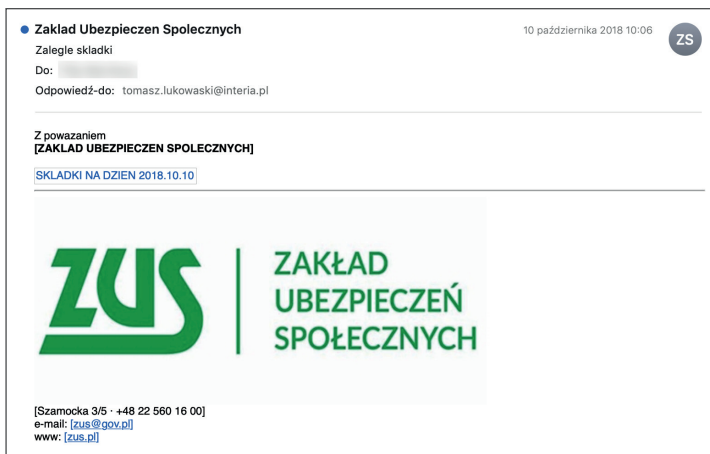 Zaklad Ubezpieczen Spolecznych
10 października 2018 10:06
ZS
Zalegle skladki
Do:
Odpowiedź-do: tomasz.lukowaski@interia.pl
Z powazaniem
[ZAKLAD UBEZPIECZEN SPOLECZNYCH]
SKLADKI NA DZIEN 2018.10.10
ZUS
ZAKŁAD
UBEZPIECZEŃ
SPOŁECZNYCH
[Szamocka 3/5 · +48 22 560 16 00]
e-mail: [zus@gov.pl]
www: [zus.pl]